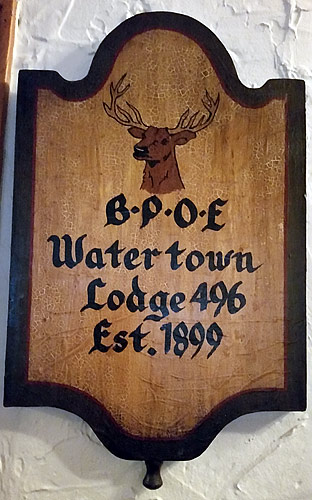 B·P·O·E
Watertown
Lodge 496
Est. 1899